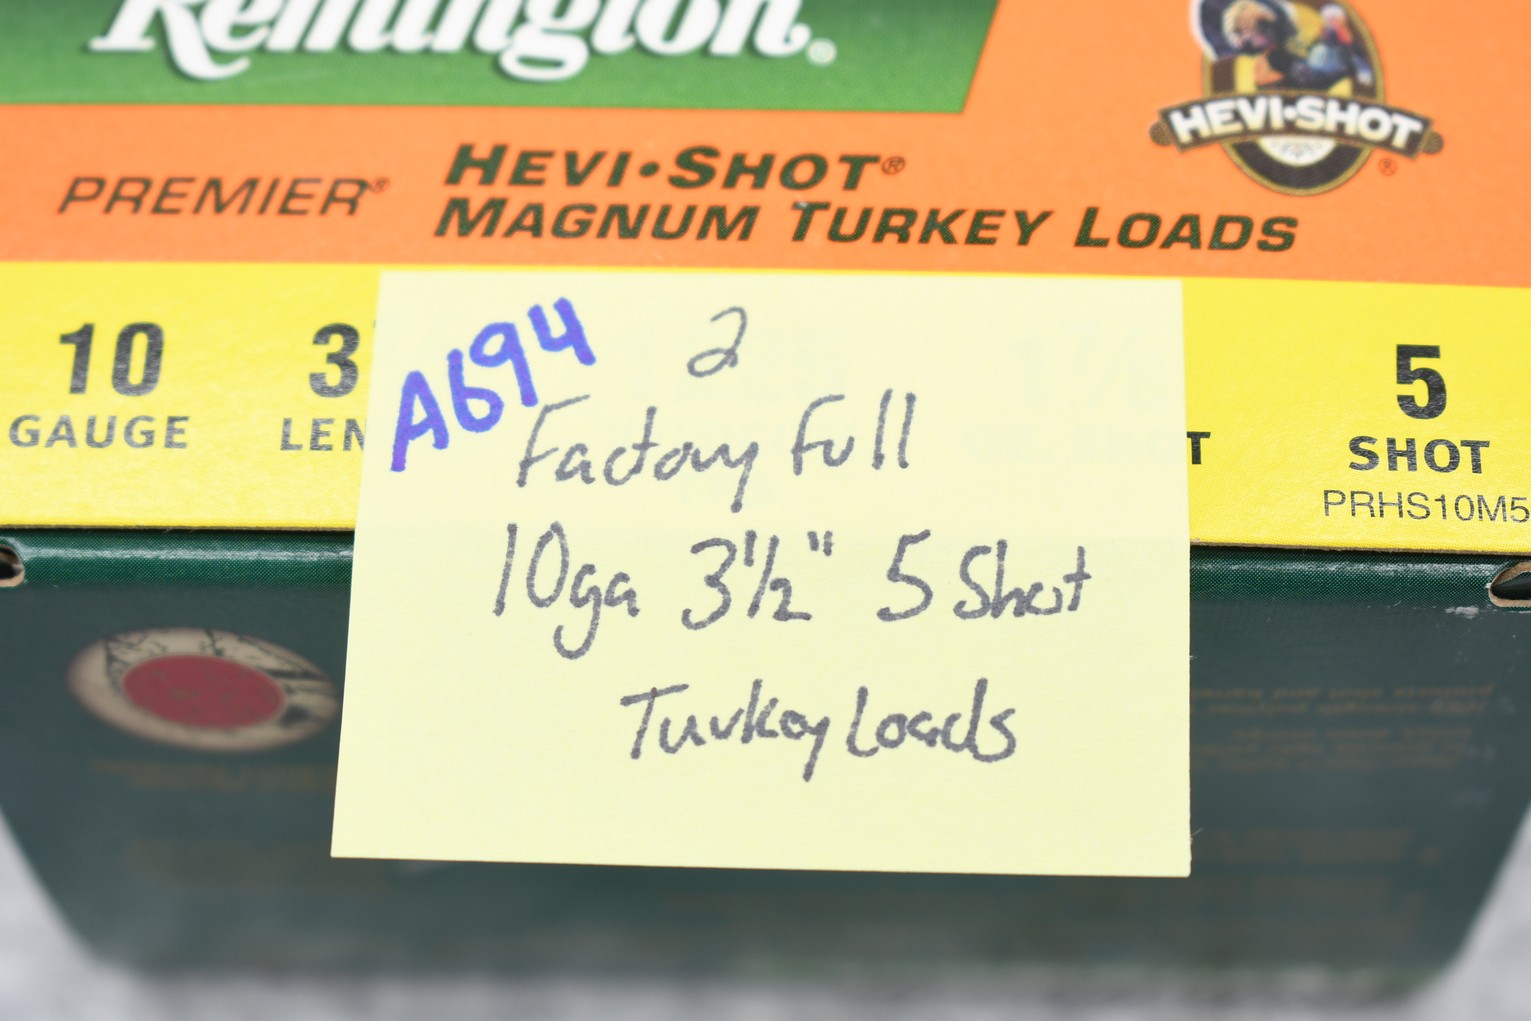 Remington®
HEVI•SHOT®
PREMIER®
HEVI•SHOT®
MAGNUM TURKEY LOADS
10
GAUGE
3
LEN
T
5
SHOT
PRHS10M5
A694
2
Factory Full
10ga 3½" 5 Shot
Turkey Loads